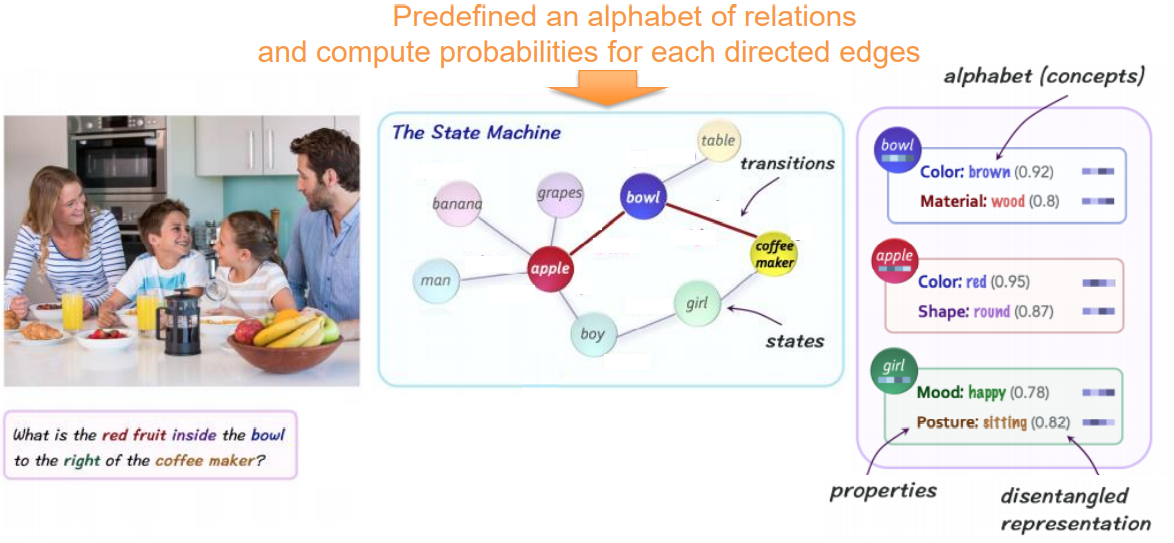 Predefined an alphabet of relations
and compute probabilities for each directed edges
alphabet (concepts)
The State Machine
table
transitions
banana
grapes
bowl
man
apple
coffee
maker
girl
boy
states
bowl
Color: brown (0.92)
Material: wood (0.8)
apple
Color: red (0.95)
Shape: round (0.87)
girl
Mood: happy (0.78)
Posture: sitting (0.82)
properties
disentangled
representation
What is the red fruit inside the bowl
to the right of the coffee maker?